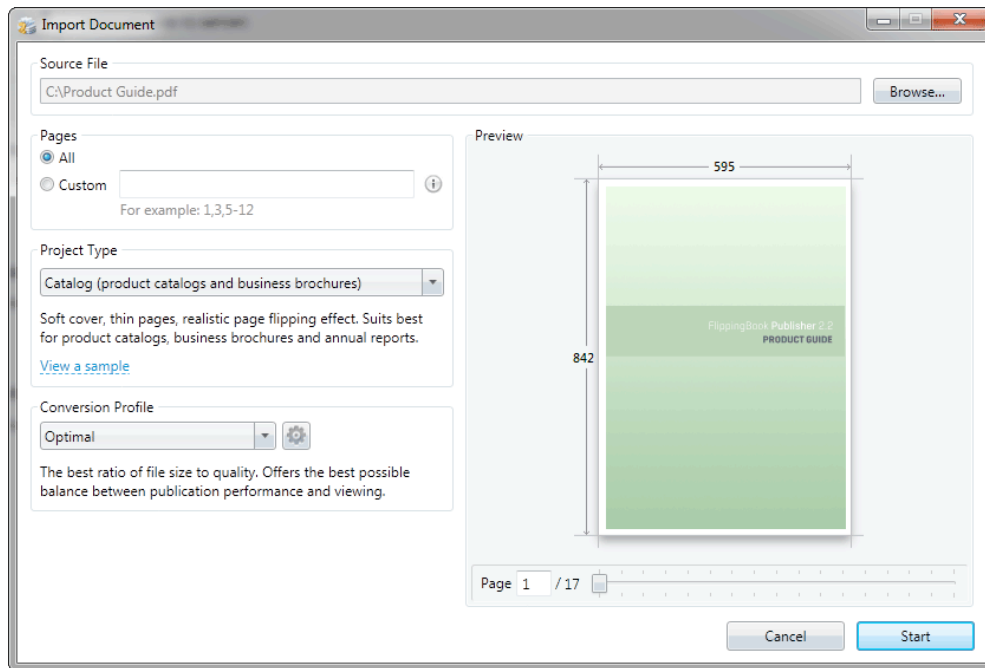 Import Document
Source File
C:\Product Guide.pdf
Browse...
Pages
All
Custom
For example: 1,3,5-12
Project Type
Catalog (product catalogs and business brochures)
Soft cover, thin pages, realistic page flipping effect. Suits best
for product catalogs, business brochures and annual reports.
View a sample
Conversion Profile
Optimal
The best ratio of file size to quality. Offers the best possible
balance between publication performance and viewing.
Preview
595
842
FlippingBook Publisher 2.2
PRODUCT GUIDE
Page 1 / 17
Cancel
Start